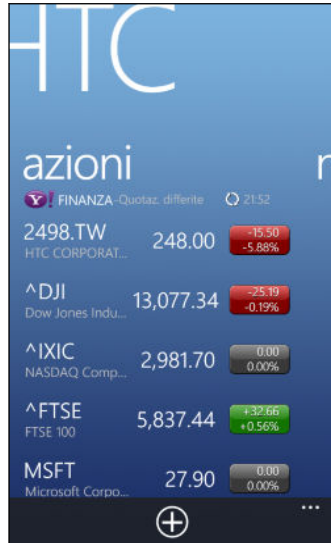 HTC
azioni
Y! FINANZA-Quotaz. differite 21:52
2498.TW 248.00 -15.50
HTC CORPORAT... -5.88%
^DJI 13,077.34 -25.19
Dow Jones Indu... -0.19%
^IXIC 2,981.70 0.00
NASDAQ Comp... 0.00%
^FTSE 5,837.44 +32.66
FTSE 100 +0.56%
MSFT 27.90 0.00
Microsoft Corpo... 0.00%
...